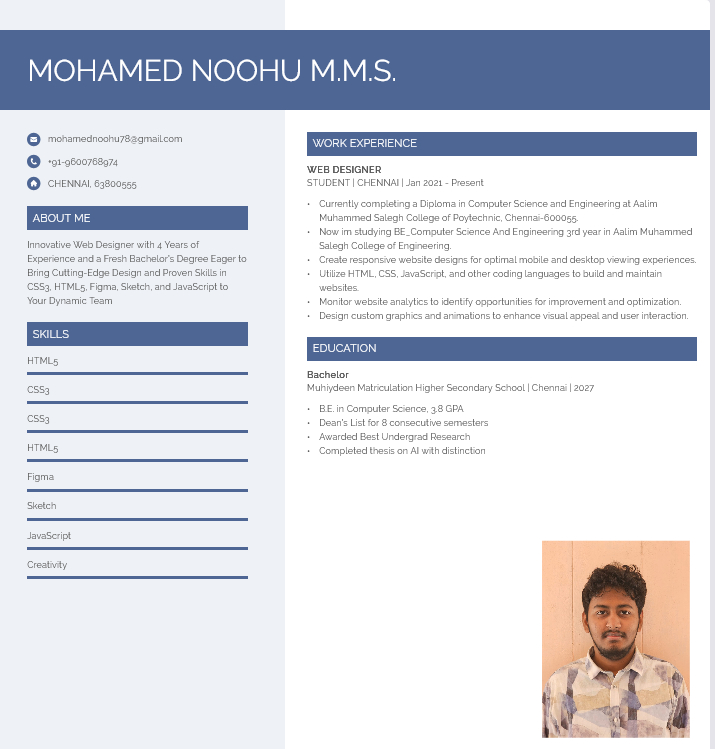 MOHAMED NOOHU M.M.S.
mohamednoohu78@gmail.com
+91-9600768974
CHENNAI, 63800555
ABOUT ME
Innovative Web Designer with 4 Years of
Experience and a Fresh Bachelor's Degree Eager to
Bring Cutting-Edge Design and Proven Skills in
CSS3, HTML5, Figma, Sketch, and JavaScript to
Your Dynamic Team
SKILLS
HTML5
CSS3
CSS3
HTML5
Figma
Sketch
JavaScript
Creativity
WORK EXPERIENCE
WEB DESIGNER
STUDENT | CHENNAI | Jan 2021 - Present
• Currently completing a Diploma in Computer Science and Engineering at Aalim
Muhammed Salegh College of Poytechnic, Chennai-600055.
• Now im studying BE_Computer Science And Engineering 3rd year in Aalim Muhammed
Salegh College of Engineering.
• Create responsive website designs for optimal mobile and desktop viewing experiences.
• Utilize HTML, CSS, JavaScript, and other coding languages to build and maintain
websites.
• Monitor website analytics to identify opportunities for improvement and optimization.
• Design custom graphics and animations to enhance visual appeal and user interaction.
EDUCATION
Bachelor
Muhiydeen Matriculation Higher Secondary School | Chennai | 2027
• B.E. in Computer Science, 3.8 GPA
• Dean's List for 8 consecutive semesters
• Awarded Best Undergrad Research
• Completed thesis on AI with distinction